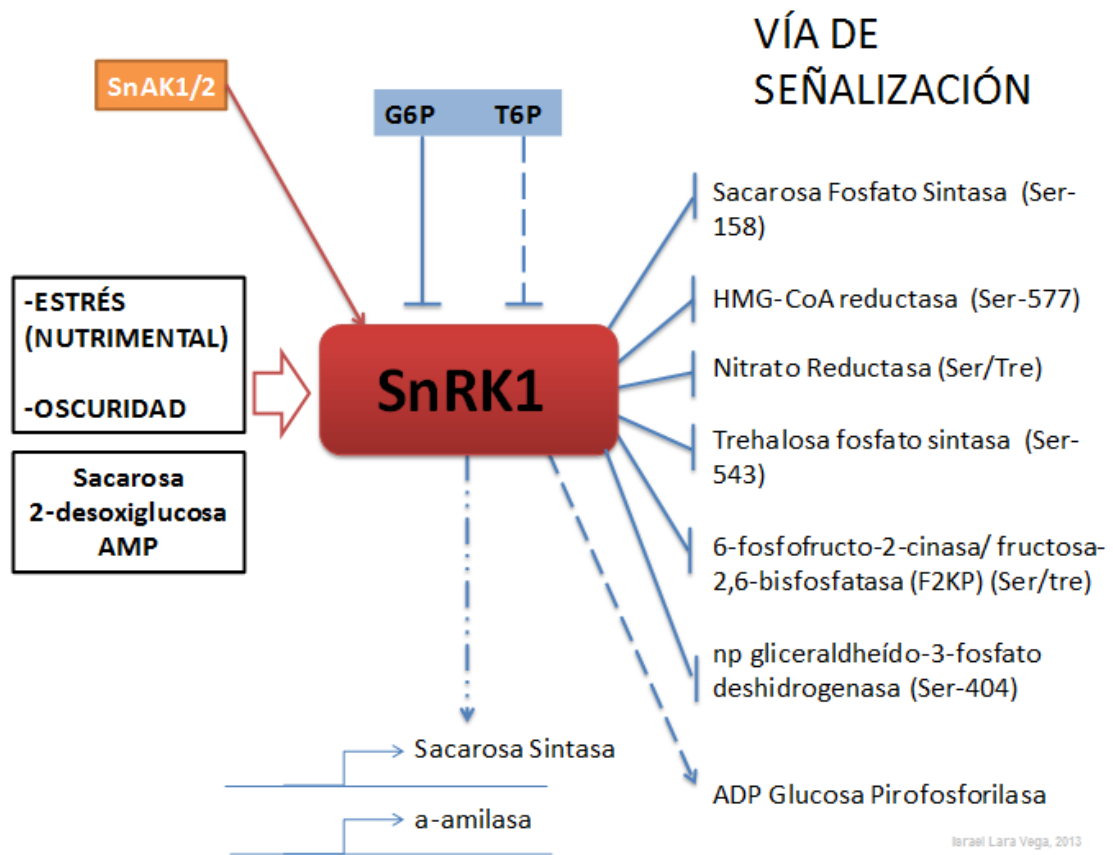 VÍA DE
SEÑALIZACIÓN
SnAK1/2
G6P T6P
-ESTRÉS
(NUTRIMENTAL)
-OSCURIDAD
Sacarosa
2-desoxiglucosa
AMP
SnRK1
Sacarosa Fosfato Sintasa (Ser-
158)
HMG-CoA reductasa (Ser-577)
Nitrato Reductasa (Ser/Tre)
Trehalosa fosfato sintasa (Ser-
543)
6-fosfofructo-2-cinasa/ fructosa-
2,6-bisfosfatasa (F2KP) (Ser/tre)
np gliceraldheído-3-fosfato
deshidrogenasa (Ser-404)
ADP Glucosa Pirofosforilasa
Sacarosa Sintasa
a-amilasa
Israel Lara Vega, 2013